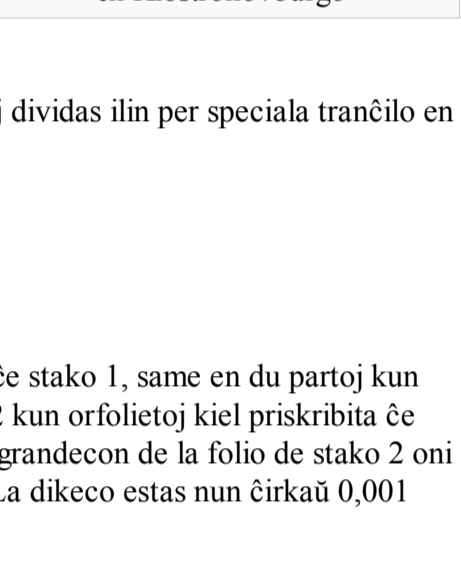 dividas ilin per speciala tranĉilo en
ĉe stako 1, same en du partoj kun
kun orfolietoj kiel priskribita ĉe
grandecon de la folio de stako 2 oni
La dikeco estas nun ĉirkaŭ 0,001